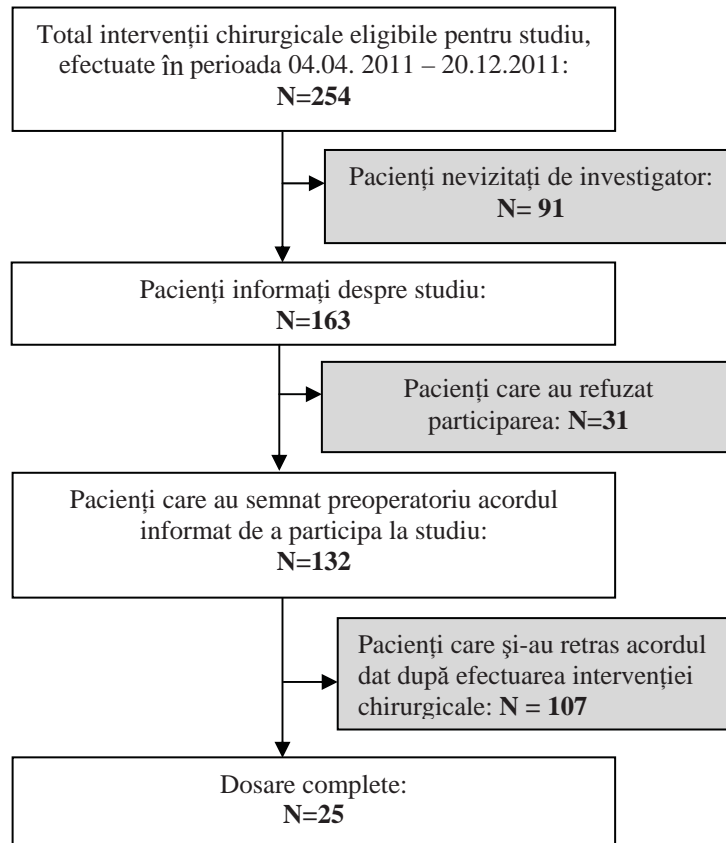 Total intervenții chirurgicale eligibile pentru studiu,
efectuate în perioada 04.04. 2011 – 20.12.2011:
N=254
Pacienți nevizitați de investigator:
N= 91
Pacienți informați despre studiu:
N=163
Pacienți care au refuzat
participarea: N=31
Pacienți care au semnat preoperatoriu acordul
informat de a participa la studiu:
N=132
Pacienți care şi-au retras acordul
dat după efectuarea intervenției
chirurgicale: N = 107
Dosare complete:
N=25